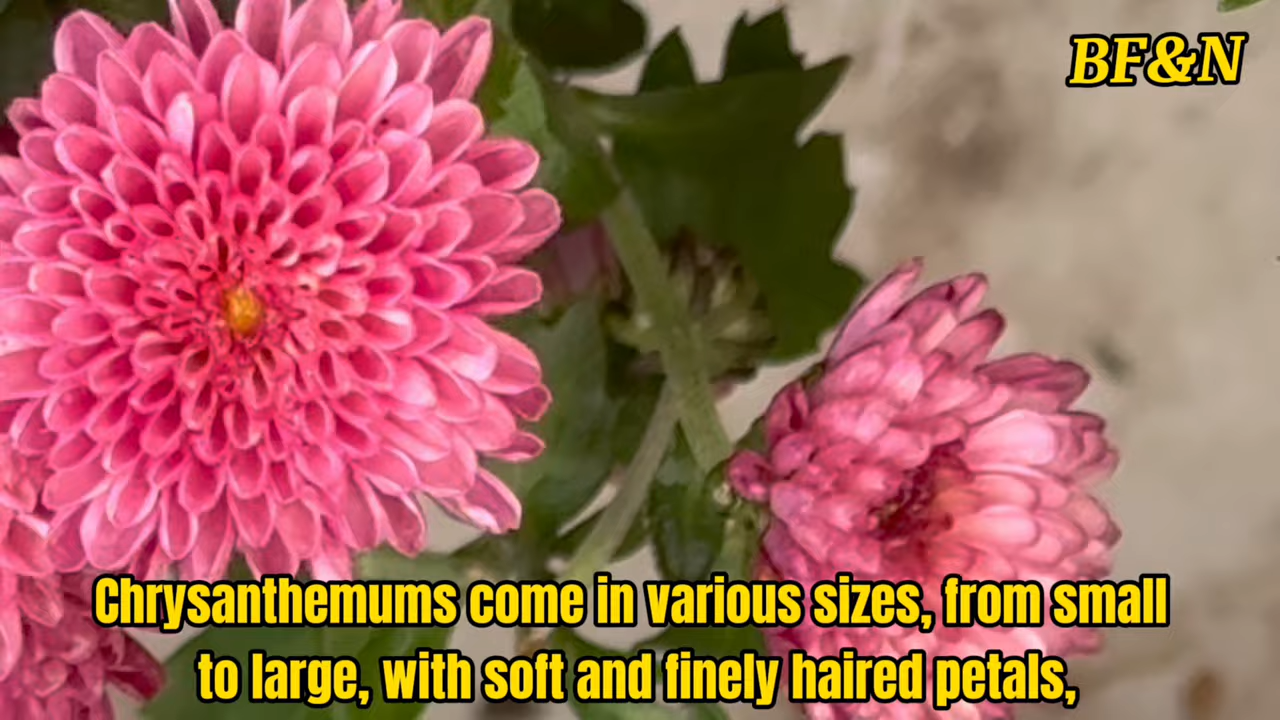 BF&N
Chrysanthemums come in various sizes, from small
to large, with soft and finely haired petals,